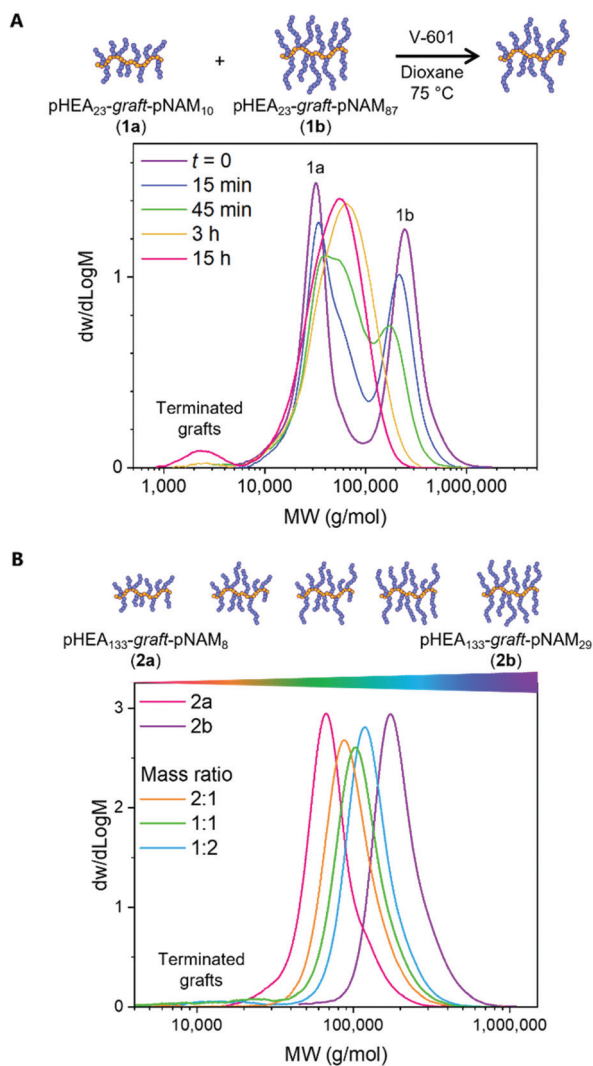 A
+
V-601
Dioxane
75 °C
pHEA23-graft-pNAM10
(1a)
pHEA23-graft-pNAM87
(1b)
t = 0
15 min
45 min
3 h
15 h
1a
1b
1
0
dw/dLogM
Terminated
grafts
1,000
10,000
100,000
1,000,000
MW (g/mol)
B
pHEA133-graft-pNAM8
(2a)
pHEA133-graft-pNAM29
(2b)
2a
2b
Mass ratio
2:1
1:1
1:2
3
2
1
0
dw/dLogM
Terminated
grafts
10,000
100,000
1,000,000
MW (g/mol)